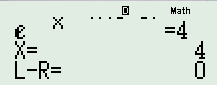 Math
e^x =4
X= 4
L-R= 0